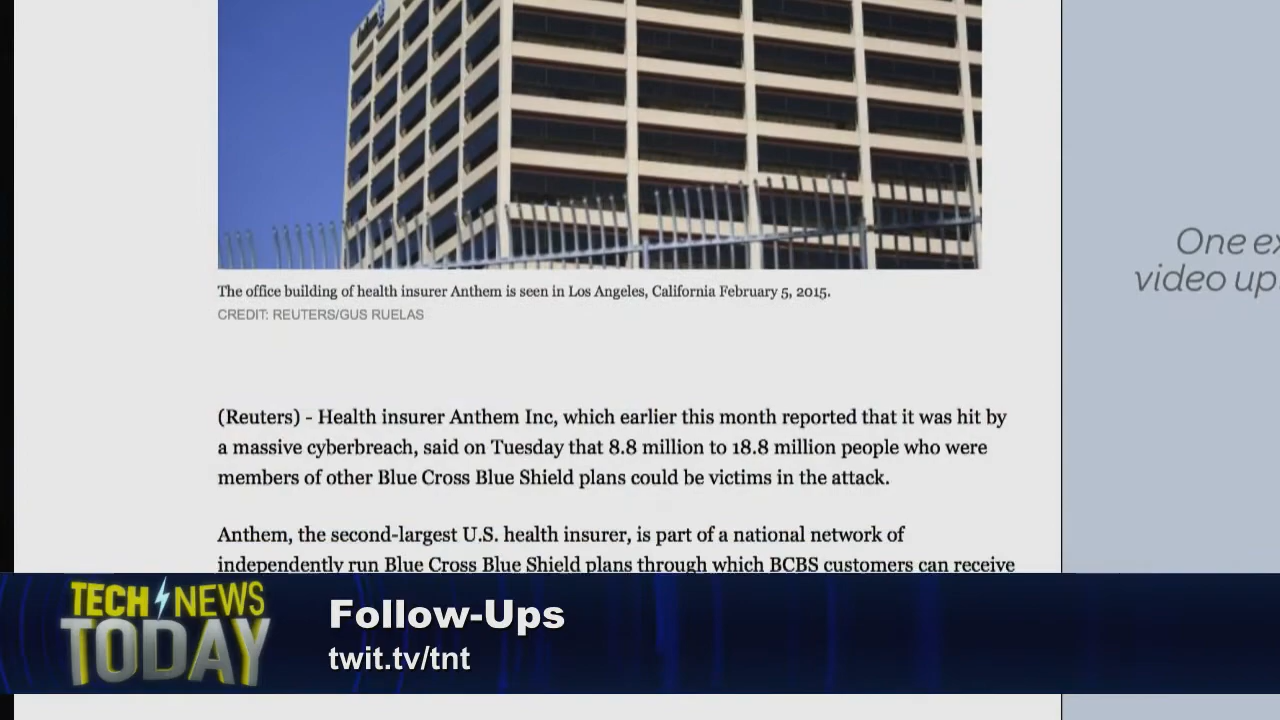 The office building of health insurer Anthem is seen in Los Angeles, California February 5, 2015.
CREDIT: REUTERS/GUS RUELAS
One
video
(Reuters) - Health insurer Anthem Inc, which earlier this month reported that it was hit by
a massive cyberbreach, said on Tuesday that 8.8 million to 18.8 million people who were
members of other Blue Cross Blue Shield plans could be victims in the attack.
Anthem, the second-largest U.S. health insurer, is part of a national network of
independently run Blue Cross Blue Shield plans through which BCBS customers can receive
TECH NEWS
TODAY
Follow-Ups
twit.tv/tnt